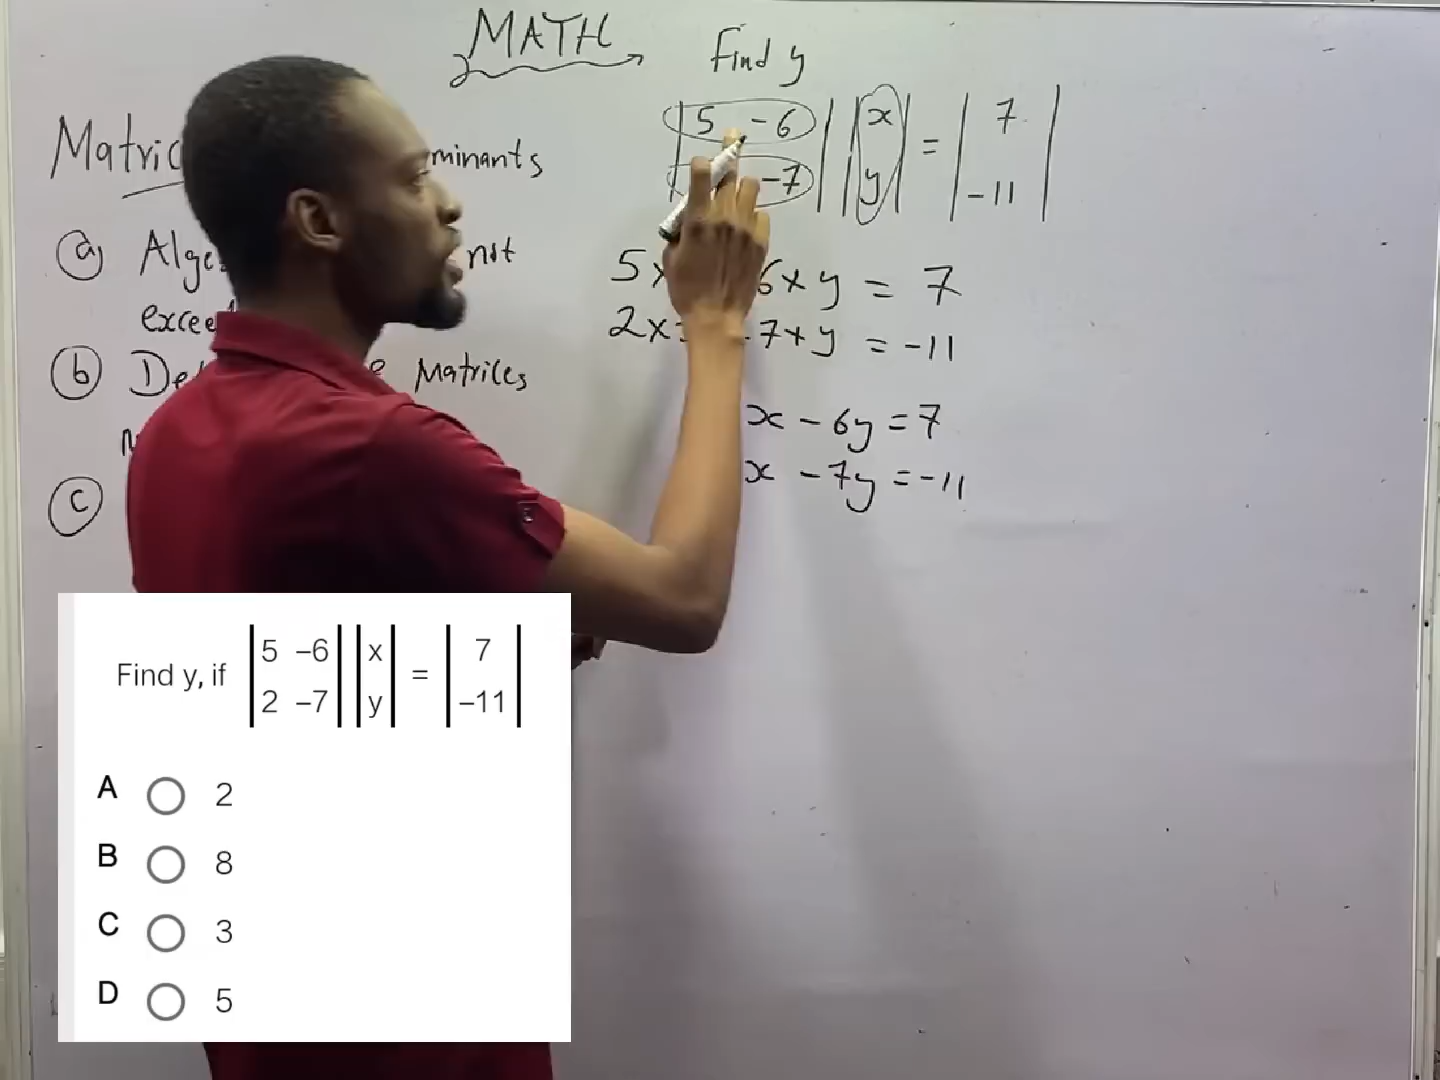 MATH
Find y
Matric minants
5 -6 x = 7
-7 y -11
a Alge not
excee
b De Matrices
c
5x 6xy = 7
2x -7xy = -11
x - 6y = 7
x - 7y = -11
Find y, if 5 -6 x = 7
2 -7 y -11
A 2
B 8
C 3
D 5